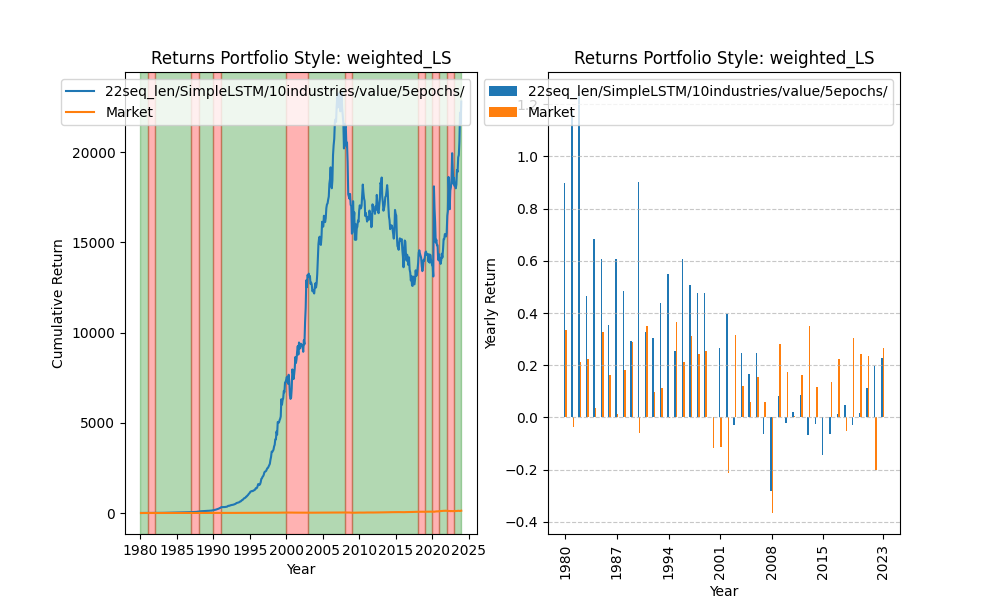 Returns Portfolio Style: weighted_LS
22seq_len/SimpleLSTM/10industries/value/5epochs/
Market
Cumulative Return
20000
15000
10000
5000
0
1980 1985 1990 1995 2000 2005 2010 2015 2020 2025
Year
Returns Portfolio Style: weighted_LS
22seq_len/SimpleLSTM/10industries/value/5epochs/
Market
Yearly Return
1.2
1.0
0.8
0.6
0.4
0.2
0.0
−0.2
−0.4
1980 1987 1994 2001 2008 2015 2023
Year